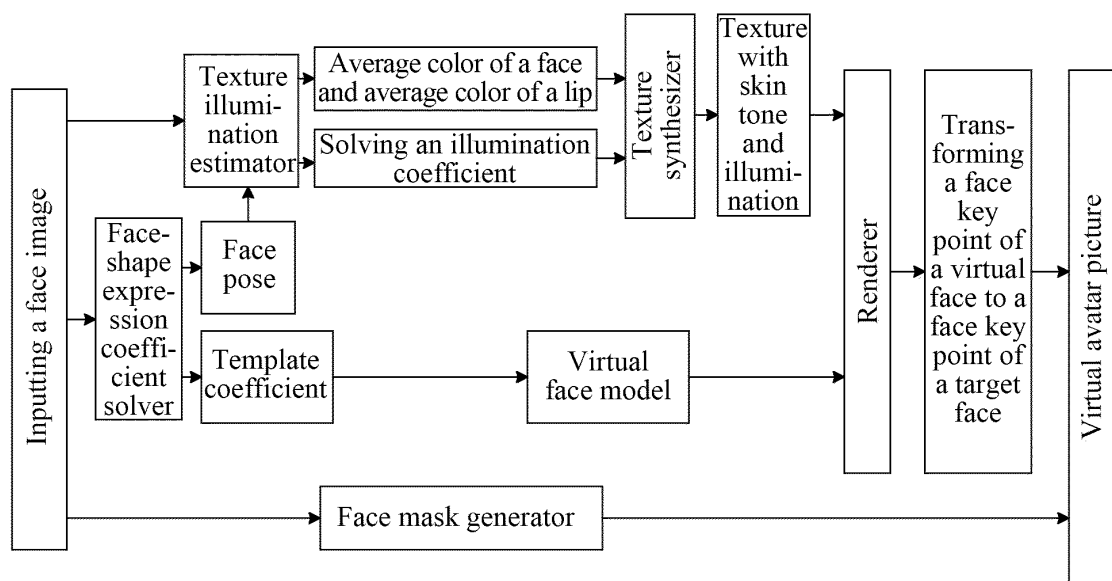 Inputting a face image
Texture
illumi-
nation
estimator
Average color of a face
and average color of a lip
Solving an illumination
coefficient
Texture
synthesizer
Texture
with
skin
tone
and
illumi-
nation
Face-
shape
expre-
ssion
coeffi-
cient
solver
Face
pose
Template
coefficient
Virtual
face model
Renderer
Trans-
forming
a face
key
point of
a virtual
face to a
face key
point of
a target
face
Virtual avatar picture
Face mask generator